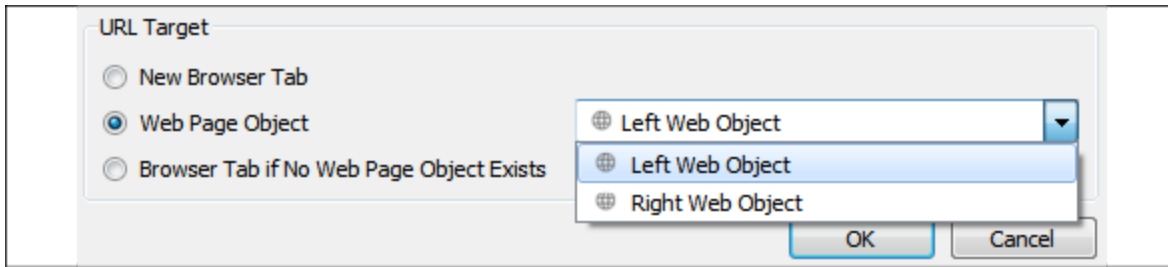 URL Target
New Browser Tab
Web Page Object
Left Web Object
Browser Tab if No Web Page Object Exists
Left Web Object
Right Web Object
OK
Cancel